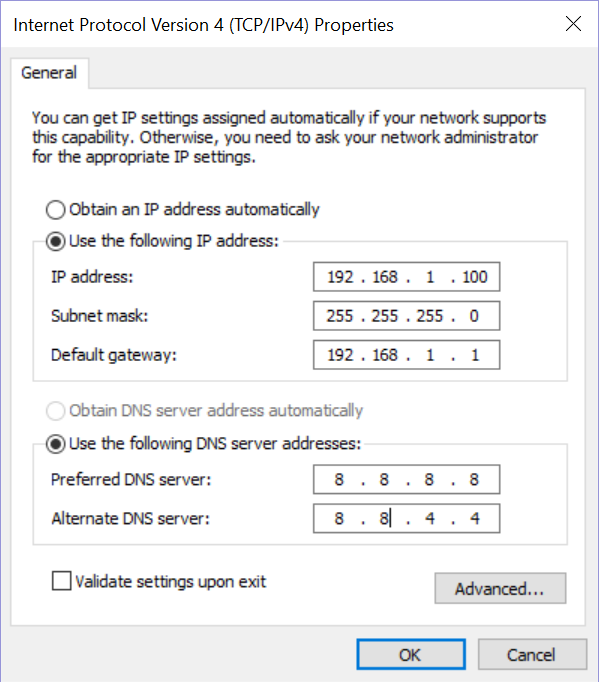 Internet Protocol Version 4 (TCP/IPv4) Properties
General
You can get IP settings assigned automatically if your network supports
this capability. Otherwise, you need to ask your network administrator
for the appropriate IP settings.
Obtain an IP address automatically
Use the following IP address:
IP address: 192 . 168 . 1 . 100
Subnet mask: 255 . 255 . 255 . 0
Default gateway: 192 . 168 . 1 . 1
Obtain DNS server address automatically
Use the following DNS server addresses:
Preferred DNS server: 8 . 8 . 8 . 8
Alternate DNS server: 8 . 8 . 4 . 4
Validate settings upon exit
Advanced...
OK Cancel